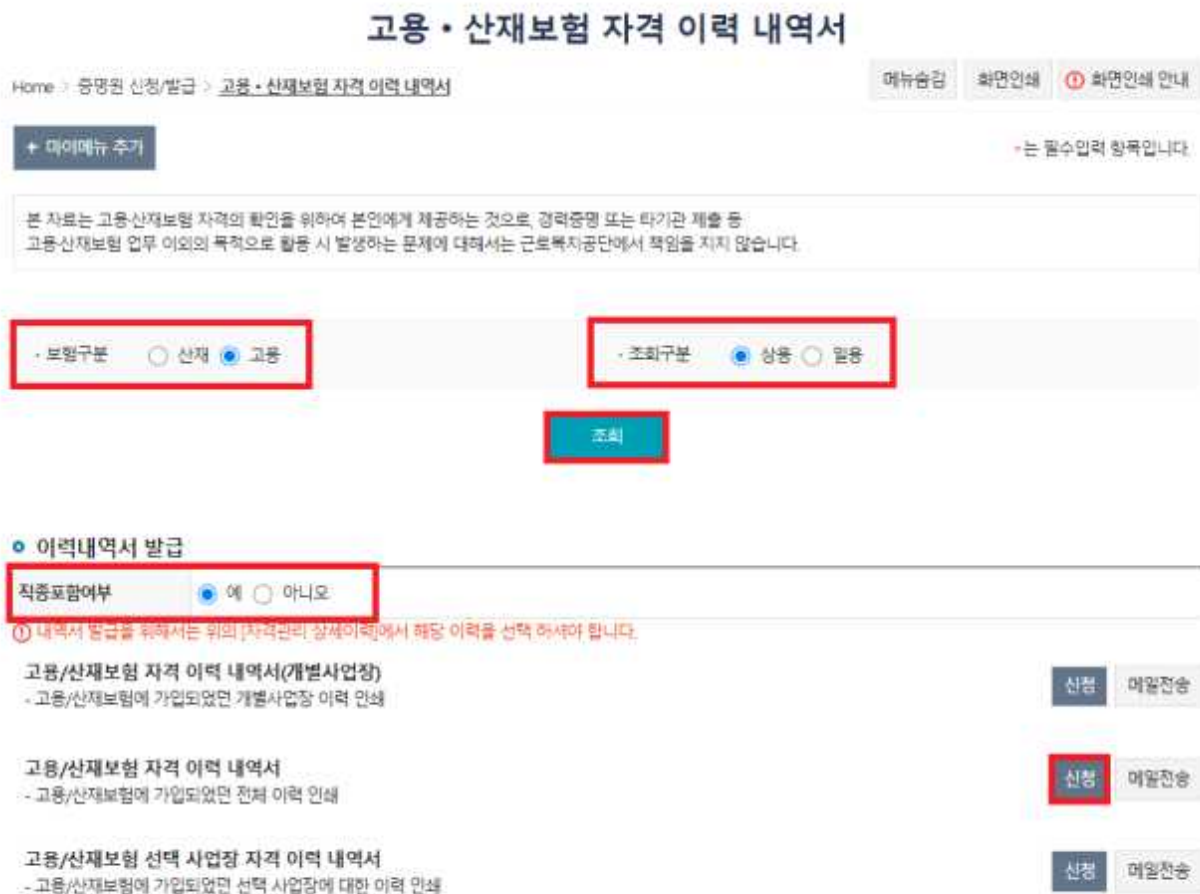 고용・산재보험 자격 이력 내역서
Home > 증명원 신청/발급 > 고용・산재보험 자격 이력 내역서
메뉴숨김 화면인쇄 화면인쇄 안내
+ 마이메뉴 추가
*는 필수입력 항목입니다.
본 자료는 고용·산재보험 자격의 확인을 위하여 본인에게 제공하는 것으로, 경력증명 또는 타기관 제출 등
고용·산재보험 업무 이외의 목적으로 활용 시 발생하는 문제에 대해서는 근로복지공단에서 책임을 지지 않습니다.
· 보험구분 산재 고용
· 조회구분 상용 일용
조회
이력내역서 발급
직종포함여부 예 아니오
내역서 발급을 위해서는 위의 [자격관리 상세이력]에서 해당 이력을 선택 하셔야 합니다.
고용/산재보험 자격 이력 내역서(개별사업장)
- 고용/산재보험에 가입되었던 개별사업장 이력 인쇄
신청 메일전송
고용/산재보험 자격 이력 내역서
- 고용/산재보험에 가입되었던 전체 이력 인쇄
신청 메일전송
고용/산재보험 선택 사업장 자격 이력 내역서
- 고용/산재보험에 가입되었던 선택 사업장에 대한 이력 인쇄
신청 메일전송